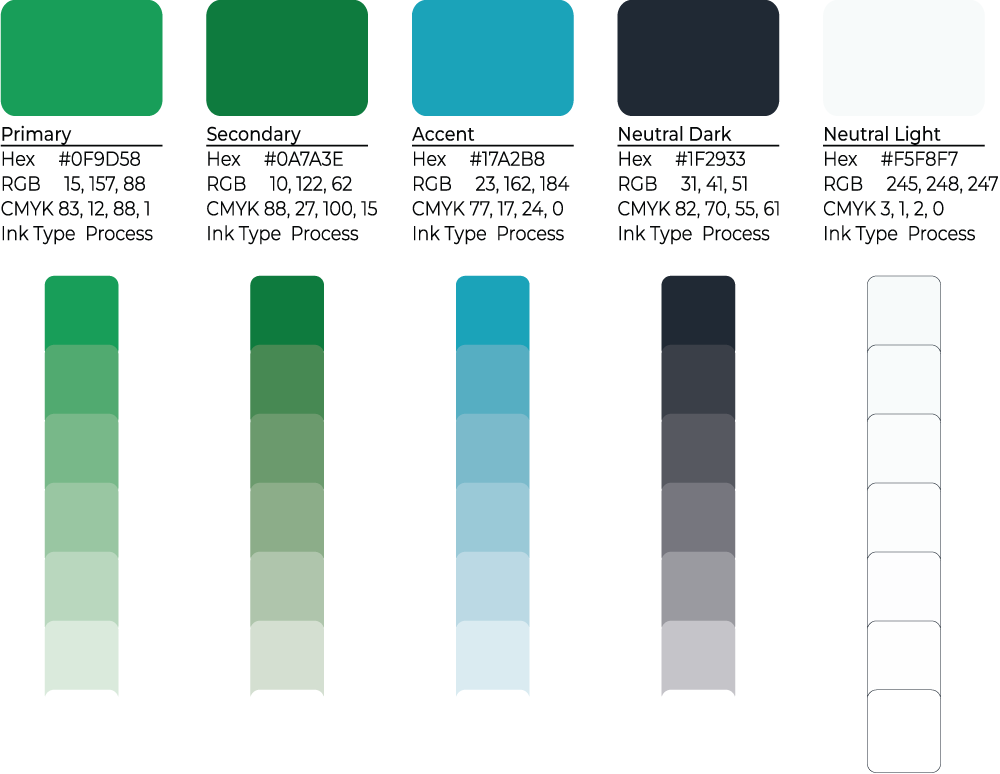 Primary
Hex #0F9D58
RGB 15, 157, 88
CMYK 83, 12, 88, 1
Ink Type Process
Secondary
Hex #0A7A3E
RGB 10, 122, 62
CMYK 88, 27, 100, 15
Ink Type Process
Accent
Hex #17A2B8
RGB 23, 162, 184
CMYK 77, 17, 24, 0
Ink Type Process
Neutral Dark
Hex #1F2933
RGB 31, 41, 51
CMYK 82, 70, 55, 61
Ink Type Process
Neutral Light
Hex #F5F8F7
RGB 245, 248, 247
CMYK 3, 1, 2, 0
Ink Type Process